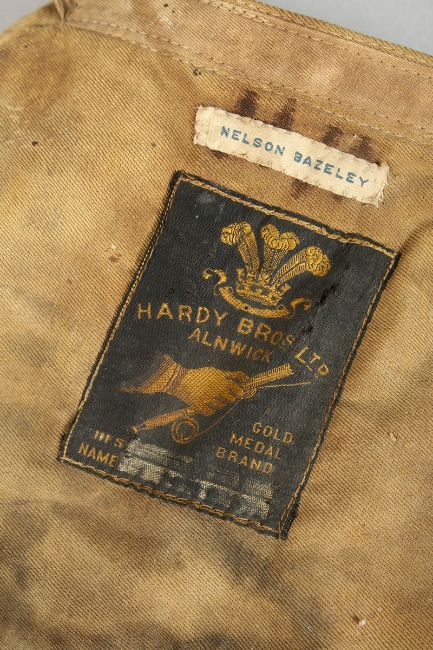 NELSON BAZELEY
HARDY BROS LTD
ALNWICK
GOLD
MEDAL
BRAND
NAME